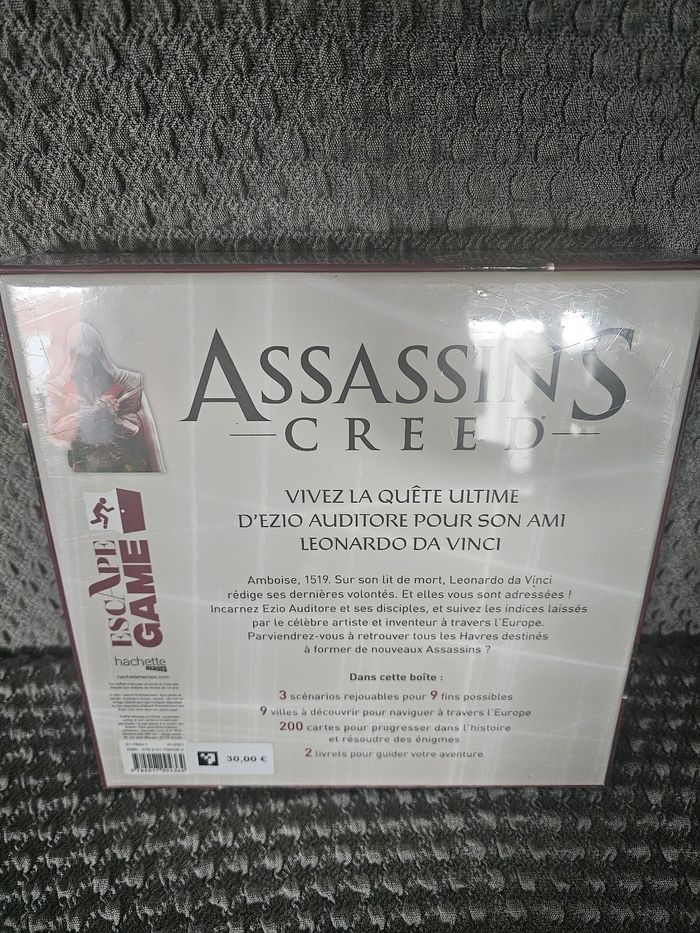 ASSASSIN'S
CREED
VIVEZ LA QUÊTE ULTIME
D'EZIO AUDITORE POUR SON AMI
LEONARDO DA VINCI
Amboise, 1519. Sur son lit de mort, Leonardo da Vinci
rédige ses dernières volontés. Et elles vous sont adressées !
Incarnez Ezio Auditore et ses disciples, et suivez les indices laissés
par le célèbre artiste et inventeur à travers l'Europe.
Parviendrez-vous à retrouver tous les Havres destinés
à former de nouveaux Assassins ?
Dans cette boîte :
3 scénarios rejouables pour 9 fins possibles
9 villes à découvrir pour naviguer à travers l'Europe
200 cartes pour progresser dans l'histoire
et résoudre des énigmes
2 livrets pour guider votre aventure
ESCAPE
GAME
hachette
HEROES
hachetteheroes.com
30,00 €